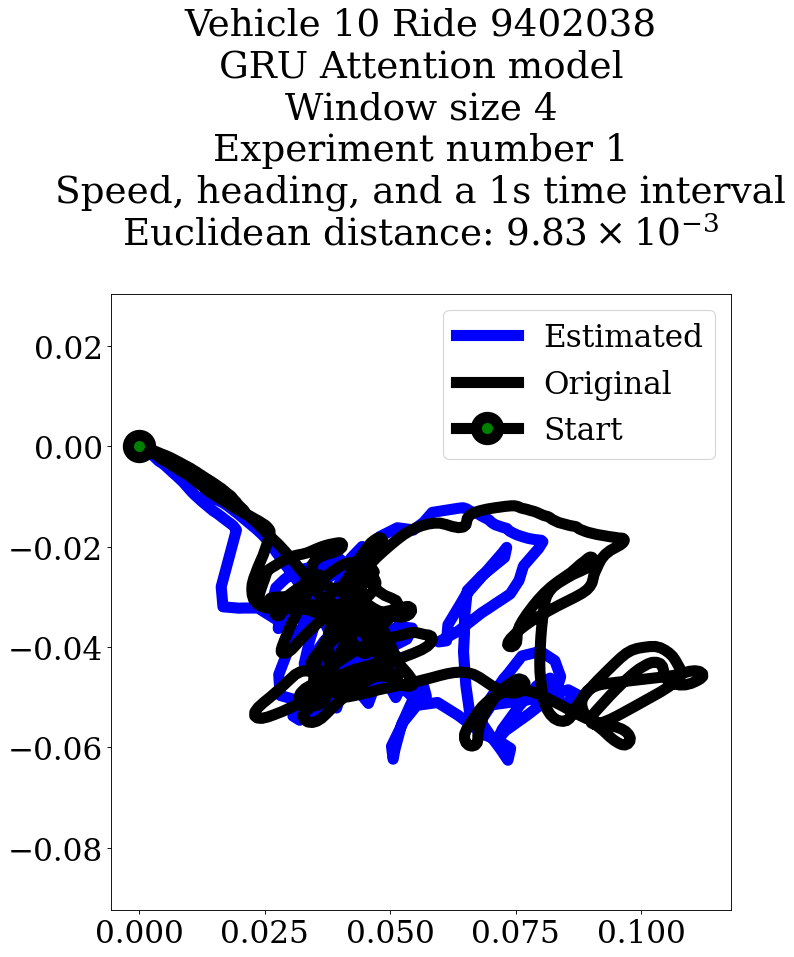 Vehicle 10 Ride 9402038
GRU Attention model
Window size 4
Experiment number 1
Speed, heading, and a 1s time interval
Euclidean distance: 9.83 × 10⁻³
Estimated
Original
Start
0.02
0.00
−0.02
−0.04
−0.06
−0.08
0.000 0.025 0.050 0.075 0.100